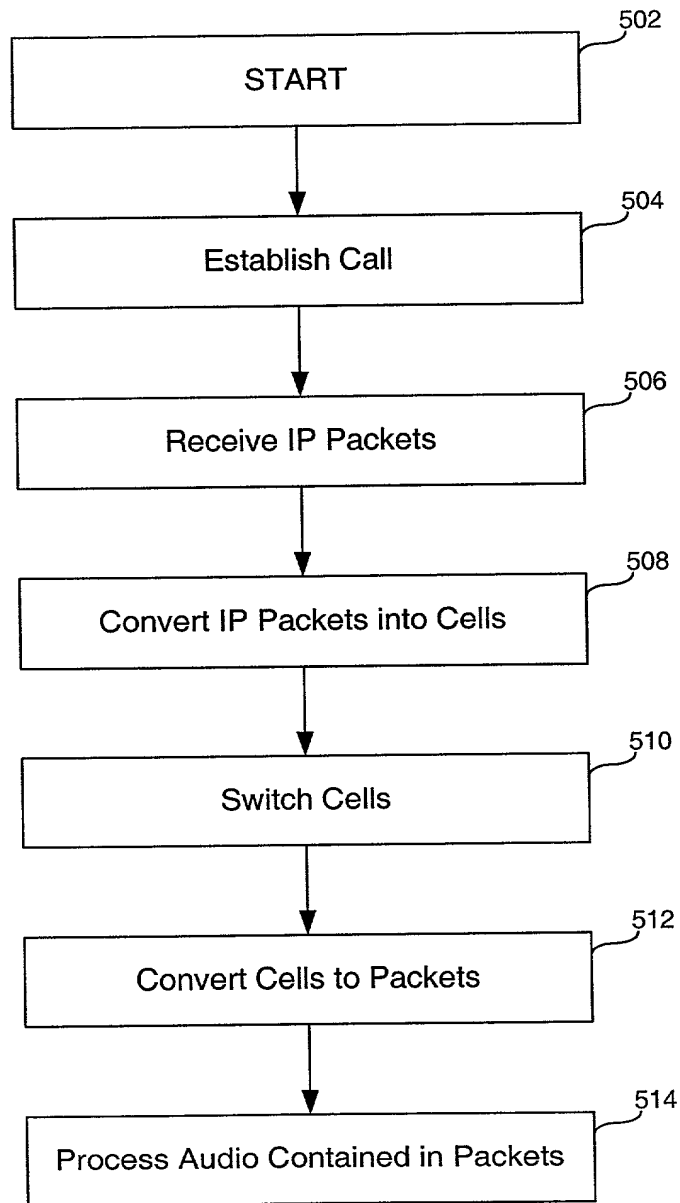 502
START
504
Establish Call
506
Receive IP Packets
508
Convert IP Packets into Cells
510
Switch Cells
512
Convert Cells to Packets
514
Process Audio Contained in Packets